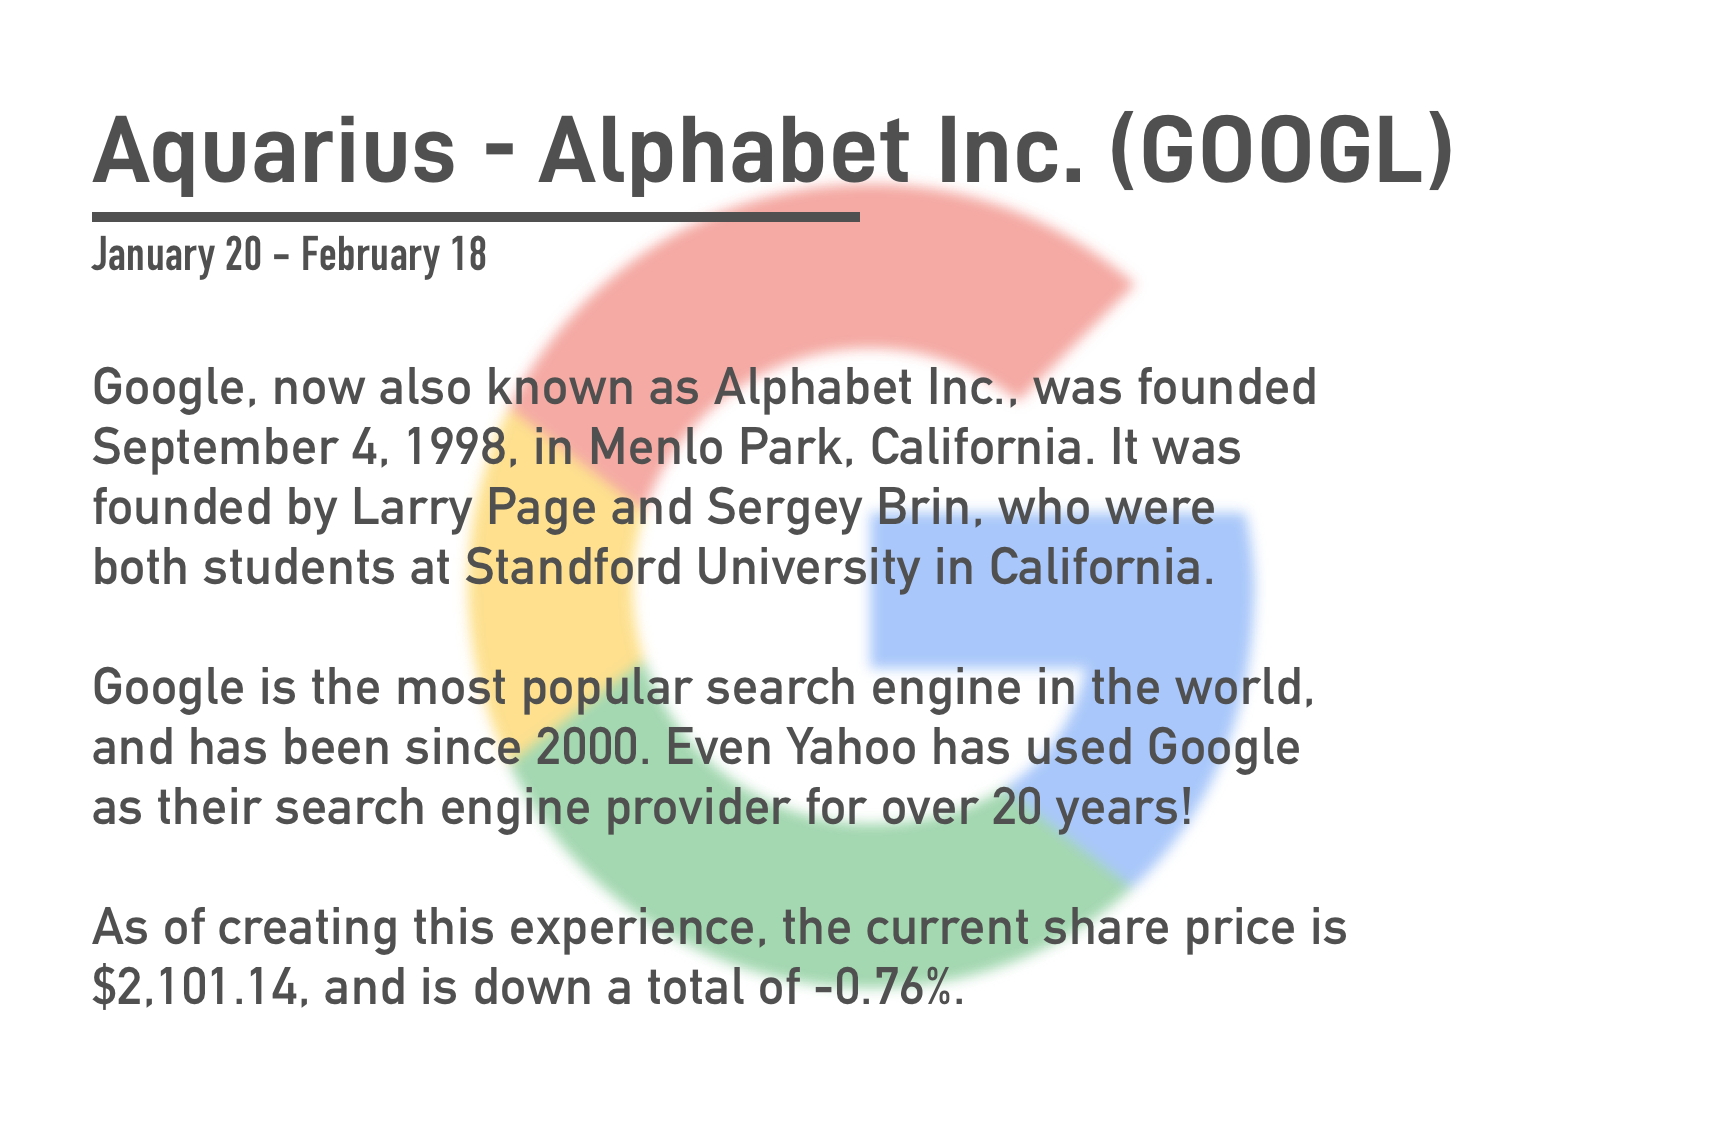 Aquarius - Alphabet Inc. (GOOGL)
January 20 - February 18
Google, now also known as Alphabet Inc., was founded
September 4, 1998, in Menlo Park, California. It was
founded by Larry Page and Sergey Brin, who were
both students at Standford University in California.
Google is the most popular search engine in the world,
and has been since 2000. Even Yahoo has used Google
as their search engine provider for over 20 years!
As of creating this experience, the current share price is
$2,101.14, and is down a total of -0.76%.